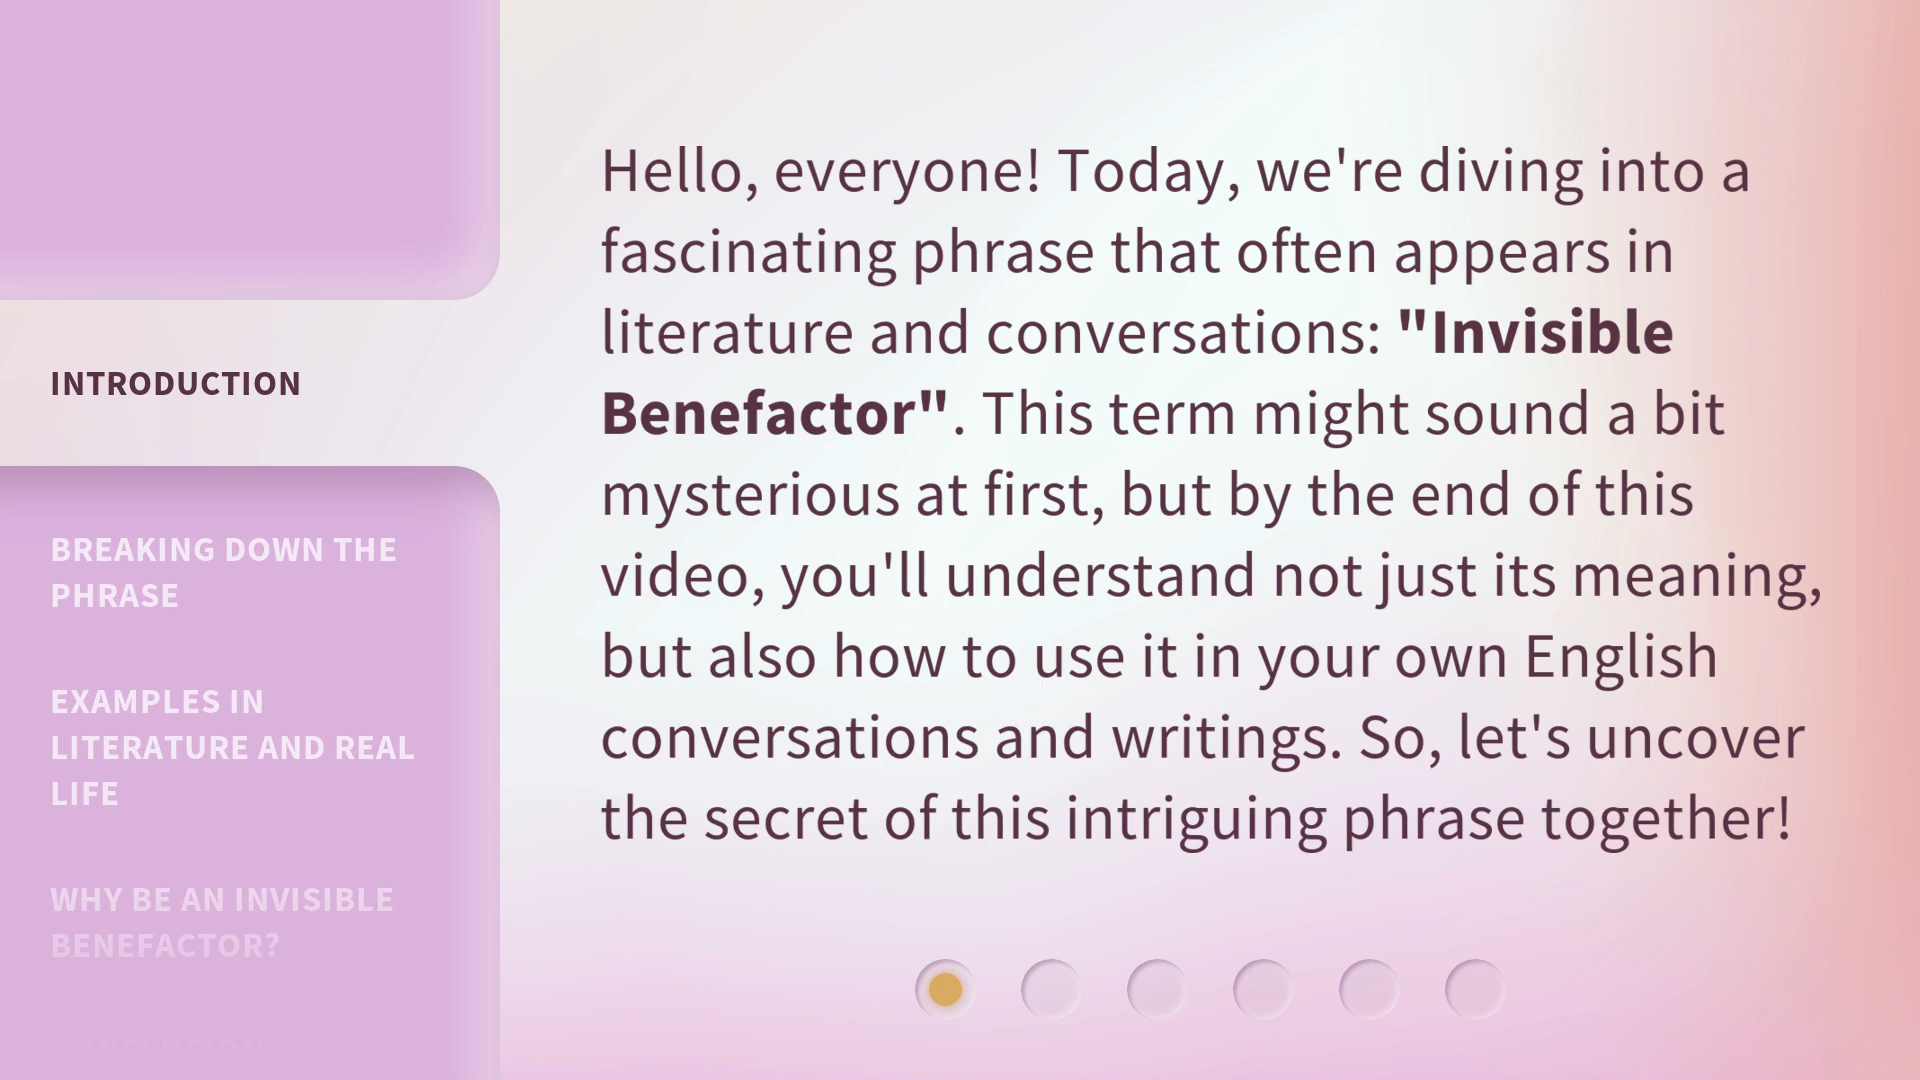 INTRODUCTION
BREAKING DOWN THE
PHRASE
EXAMPLES IN
LITERATURE AND REAL
LIFE
WHY BE AN INVISIBLE
BENEFACTOR?
CONCLUSION
Hello, everyone! Today, we're diving into a
fascinating phrase that often appears in
literature and conversations: "Invisible
Benefactor". This term might sound a bit
mysterious at first, but by the end of this
video, you'll understand not just its meaning,
but also how to use it in your own English
conversations and writings. So, let's uncover
the secret of this intriguing phrase together!